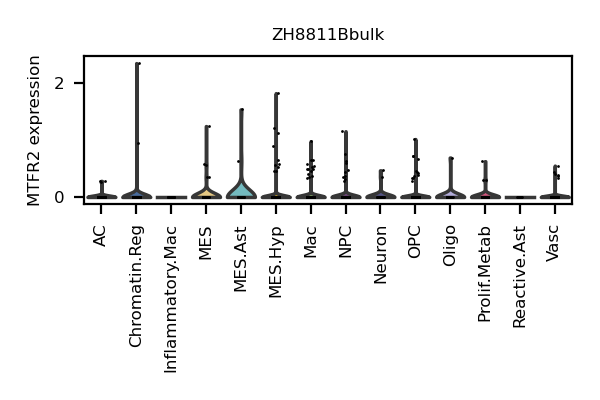 ZH8811Bbulk
MTFR2 expression
2
0
AC
Chromatin.Reg
Inflammatory.Mac
MES
MES.Ast
MES.Hyp
Mac
NPC
Neuron
OPC
Oligo
Prolif.Metab
Reactive.Ast
Vasc